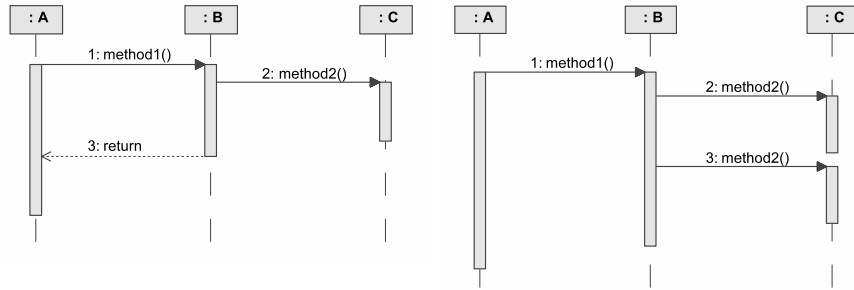 : A
: B
: C
1: method1()
2: method2()
3: return
: A
: B
: C
1: method1()
2: method2()
3: method2()